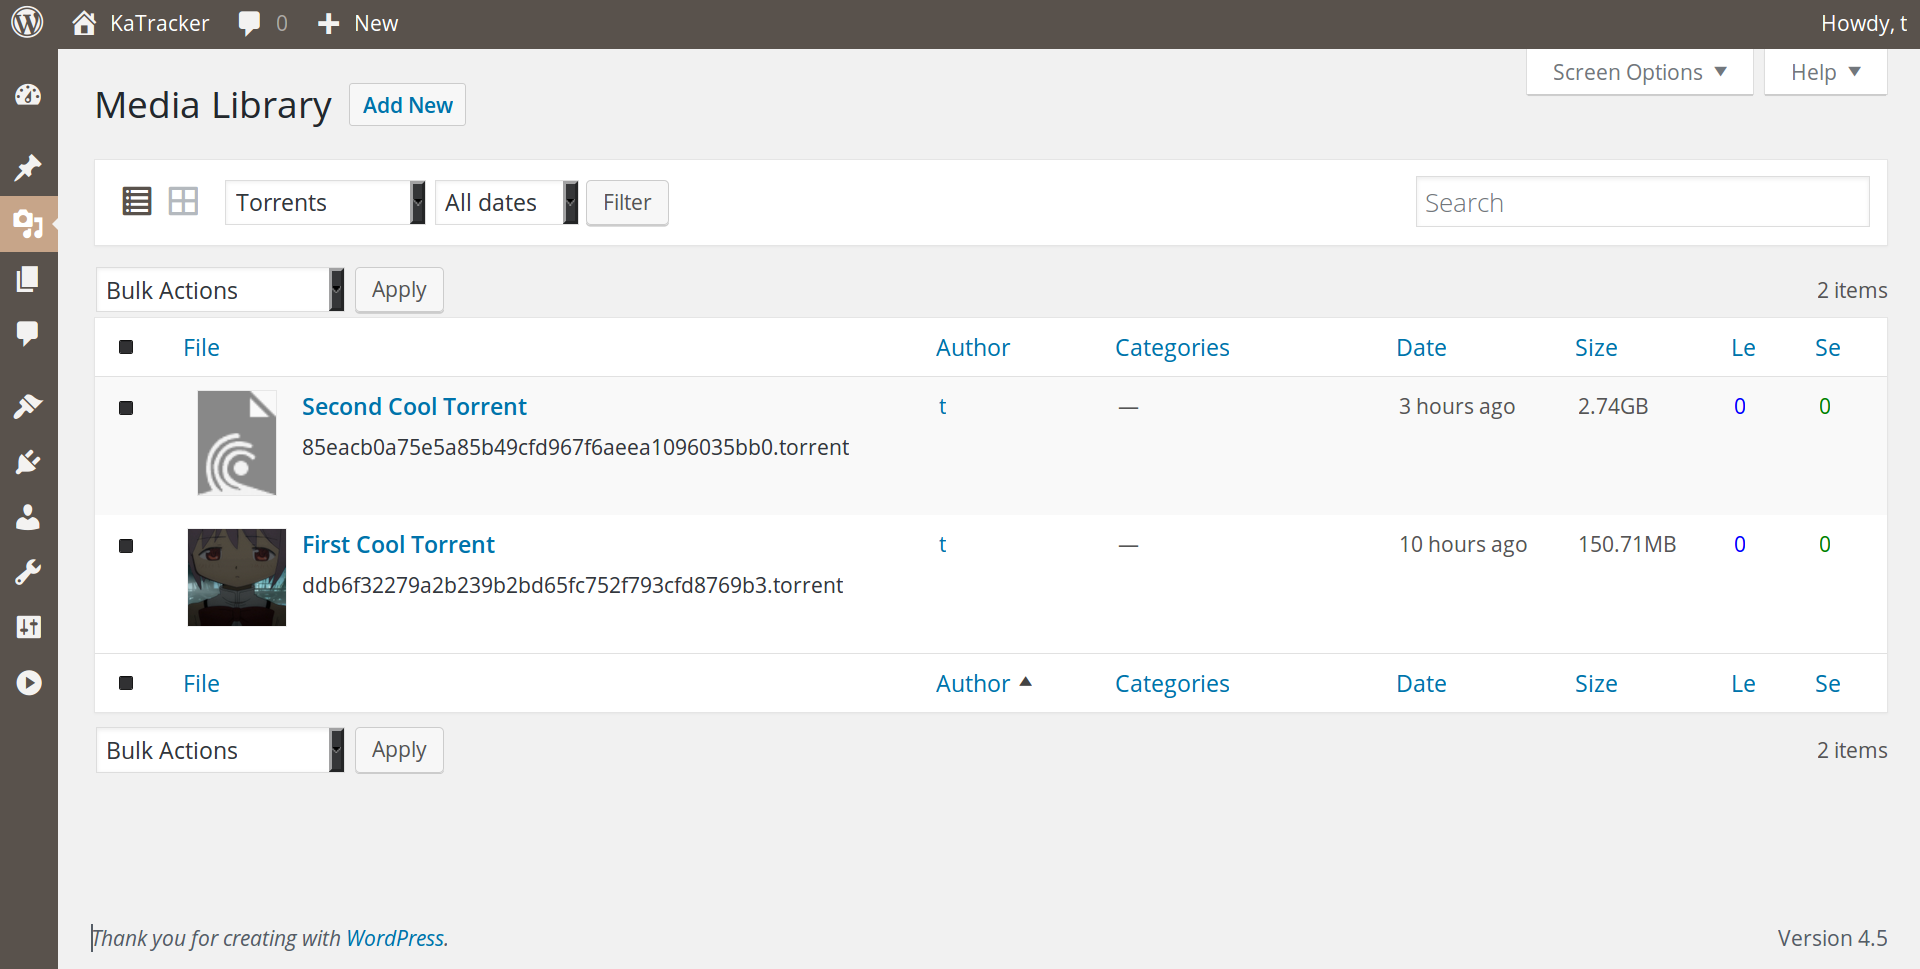 KaTracker 0 New Howdy, t
Screen Options Help
Media Library Add New
Torrents All dates Filter Search
Bulk Actions Apply 2 items
File Author Categories Date Size Le Se
Second Cool Torrent t — 3 hours ago 2.74GB 0 0
85eacb0a75e5a85b49cfd967f6aeea1096035bb0.torrent
First Cool Torrent t — 10 hours ago 150.71MB 0 0
ddb6f32279a2b239b2bd65fc752f793cfd8769b3.torrent
File Author Categories Date Size Le Se
Bulk Actions Apply 2 items
Thank you for creating with WordPress. Version 4.5